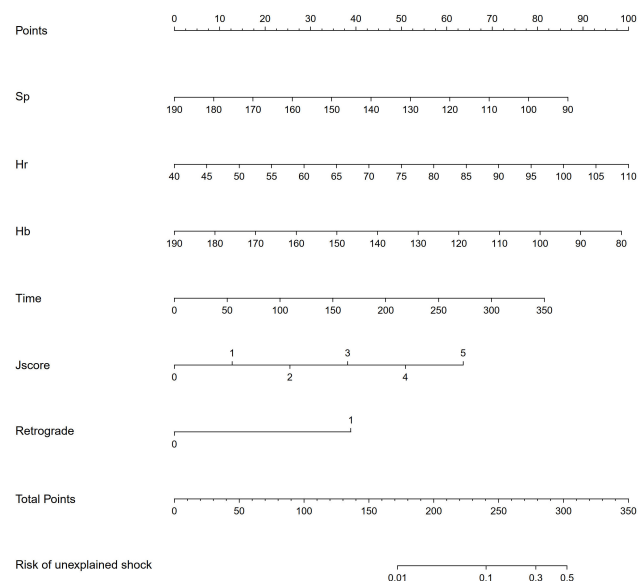 Points
0 10 20 30 40 50 60 70 80 90 100
Sp
190 180 170 160 150 140 130 120 110 100 90
Hr
40 45 50 55 60 65 70 75 80 85 90 95 100 105 110
Hb
190 180 170 160 150 140 130 120 110 100 90 80
Time
0 50 100 150 200 250 300 350
Jscore
1 3 5
0 2 4
Retrograde
1
0
Total Points
0 50 100 150 200 250 300 350
Risk of unexplained shock
0.01 0.1 0.3 0.5